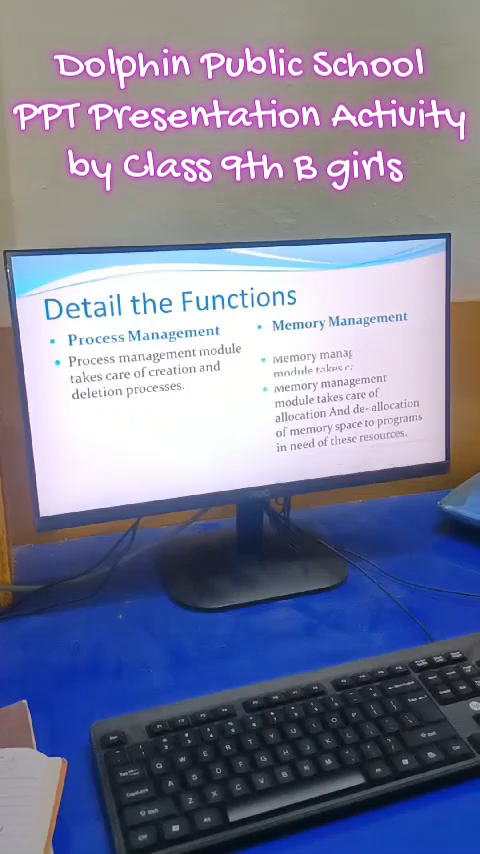 Dolphin Public School
PPT Presentation Activity
by Class 9th B girls
Detail the Functions
Process Management
Process management module
takes care of creation and
deletion processes.
Memory Management
Memory manag
module takes c
Memory management
module takes care of
allocation And de- allocation
of memory space to programs
in need of these resources.